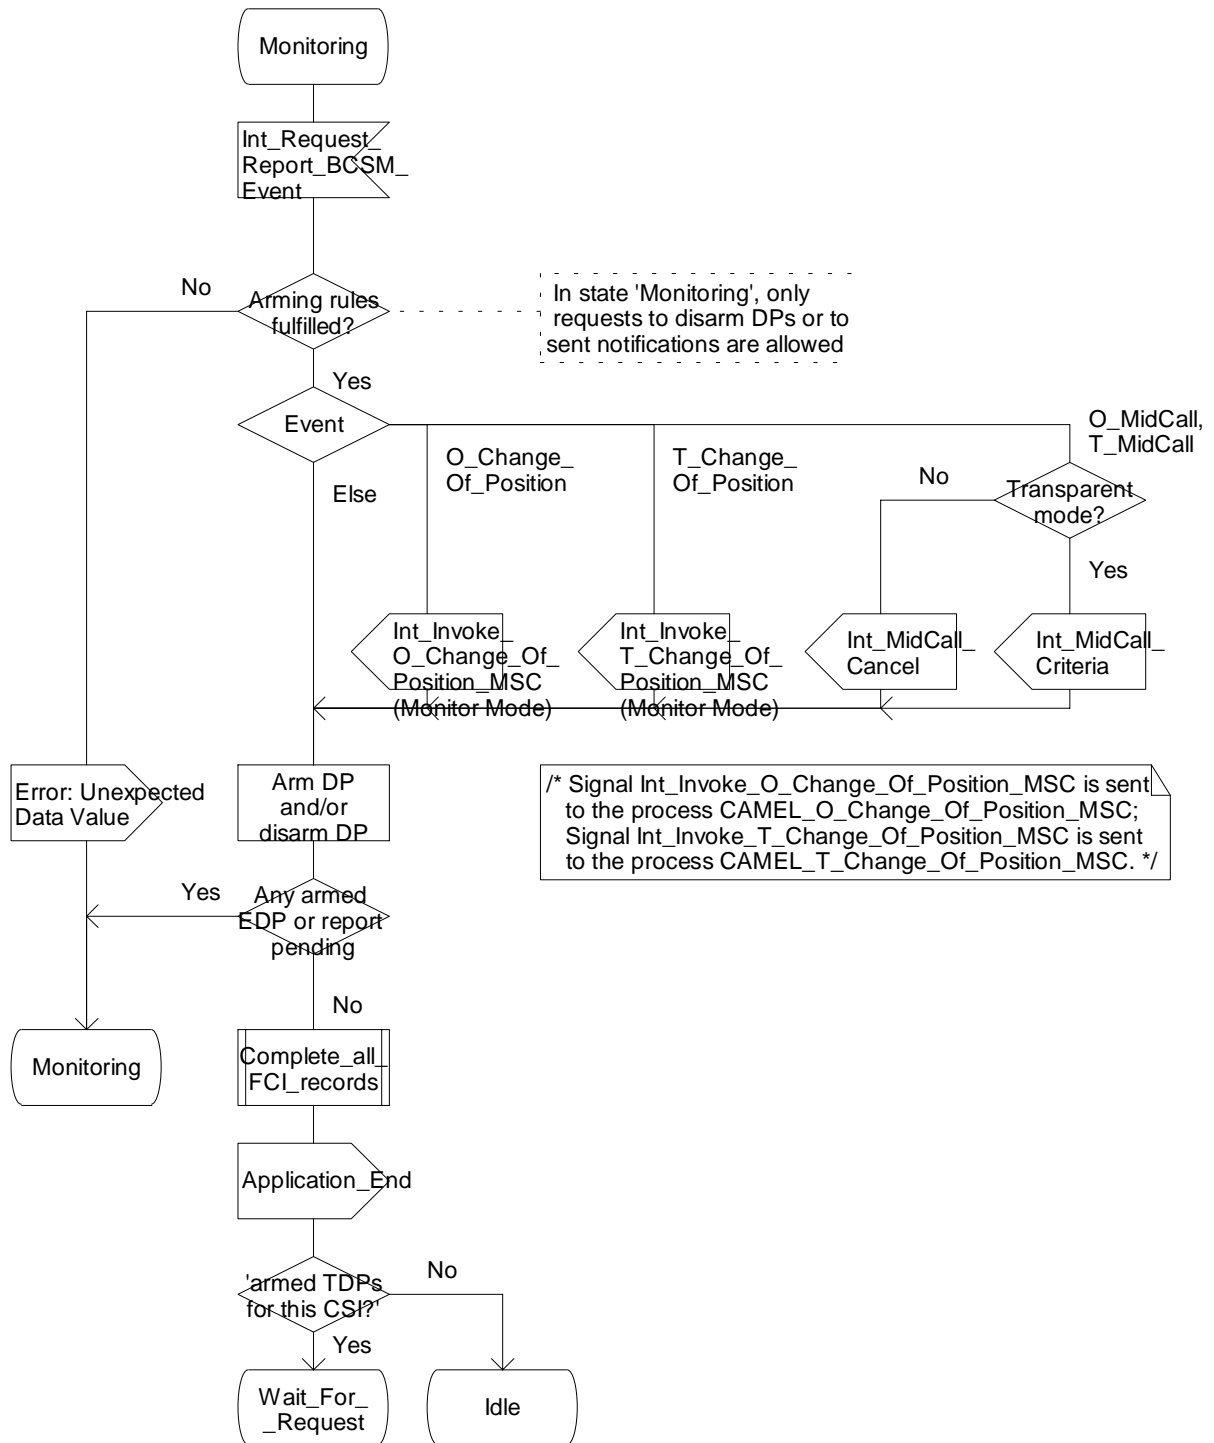 Monitoring
Int_Request_
Report_BCSM_
Event
No
Arming rules
fulfilled?
In state 'Monitoring', only
requests to disarm DPs or to
sent notifications are allowed
Yes
Event
O_MidCall,
T_MidCall
O_Change_
Of_Position
T_Change_
Of_Position
Else
No
Transparent
mode?
Yes
Int_Invoke_
O_Change_Of_
Position_MSC
(Monitor Mode)
Int_Invoke_
T_Change_Of_
Position_MSC
(Monitor Mode)
Int_MidCall_
Cancel
Int_MidCall_
Criteria
Error: Unexpected
Data Value
Arm DP
and/or
disarm DP
/* Signal Int_Invoke_O_Change_Of_Position_MSC is sent
to the process CAMEL_O_Change_Of_Position_MSC;
Signal Int_Invoke_T_Change_Of_Position_MSC is sent
to the process CAMEL_T_Change_Of_Position_MSC. */
Yes
Any armed
EDP or report
pending
No
Monitoring
Complete_all_
FCI_records
Application_End
'armed TDPs
for this CSI?'
No
Yes
Wait_For_
_Request
Idle